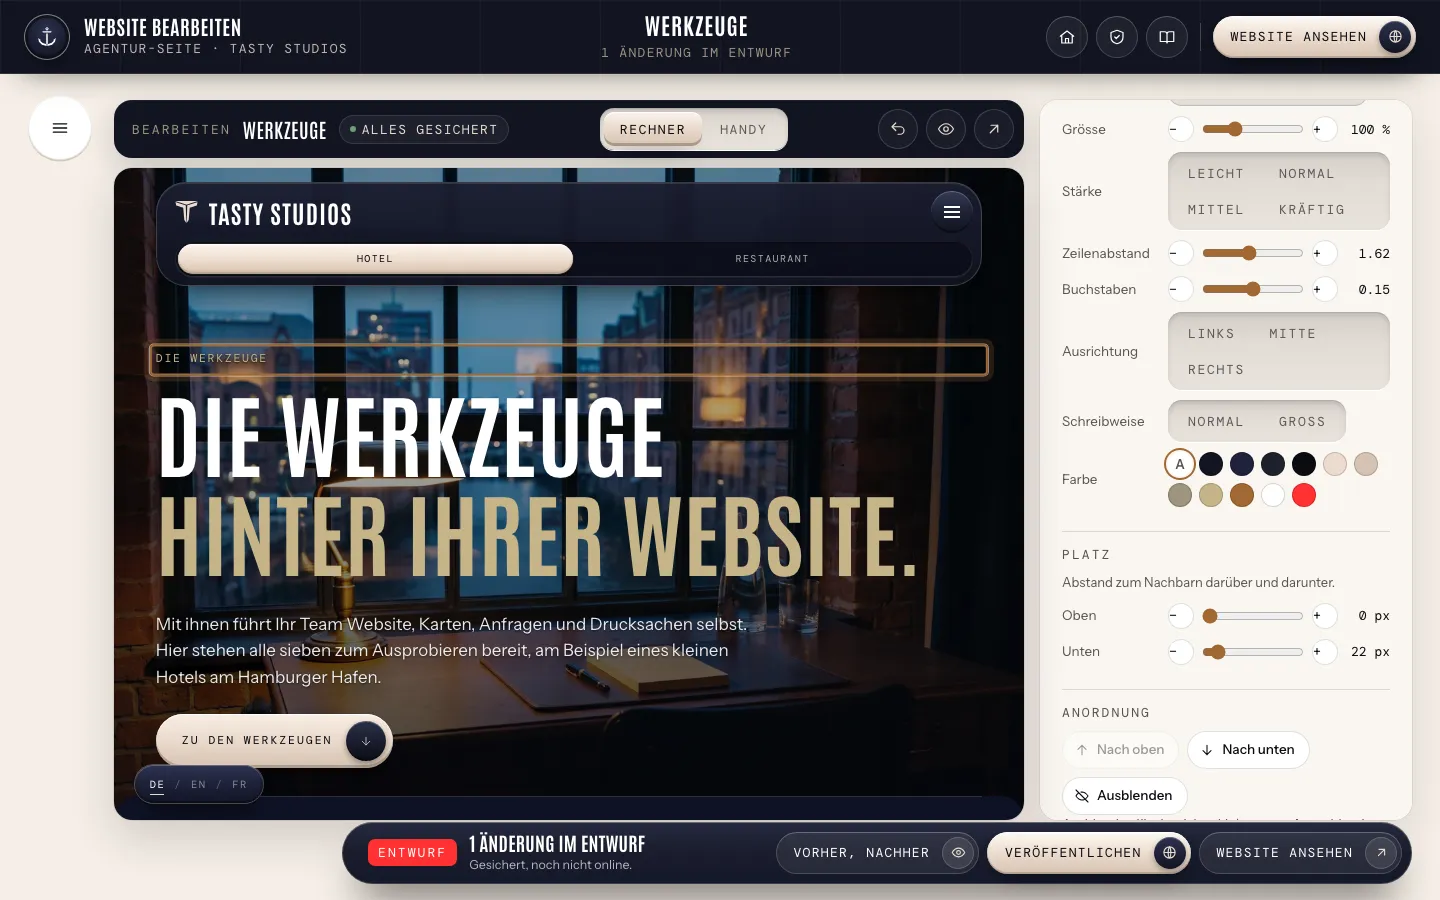 WEBSITE BEARBEITEN
AGENTUR-SEITE · TASTY STUDIOS
WERKZEUGE
1 ÄNDERUNG IM ENTWURF
WEBSITE ANSEHEN
BEARBEITEN WERKZEUGE ALLES GESICHERT
RECHNER HANDY
TASTY STUDIOS
HOTEL RESTAURANT
DIE WERKZEUGE
DIE WERKZEUGE
HINTER IHRER WEBSITE.
Mit ihnen führt Ihr Team Website, Karten, Anfragen und Drucksachen selbst.
Hier stehen alle sieben zum Ausprobieren bereit, am Beispiel eines kleinen
Hotels am Hamburger Hafen.
ZU DEN WERKZEUGEN
DE / EN / FR
Grösse − + 100 %
Stärke
LEICHT NORMAL
MITTEL KRÄFTIG
Zeilenabstand − + 1.62
Buchstaben − + 0.15
Ausrichtung
LINKS MITTE
RECHTS
Schreibweise NORMAL GROSS
Farbe A
PLATZ
Abstand zum Nachbarn darüber und darunter.
Oben − + 0 px
Unten − + 22 px
ANORDNUNG
Nach oben Nach unten
Ausblenden
ENTWURF
1 ÄNDERUNG IM ENTWURF
Gesichert, noch nicht online.
VORHER, NACHHER
VERÖFFENTLICHEN
WEBSITE ANSEHEN